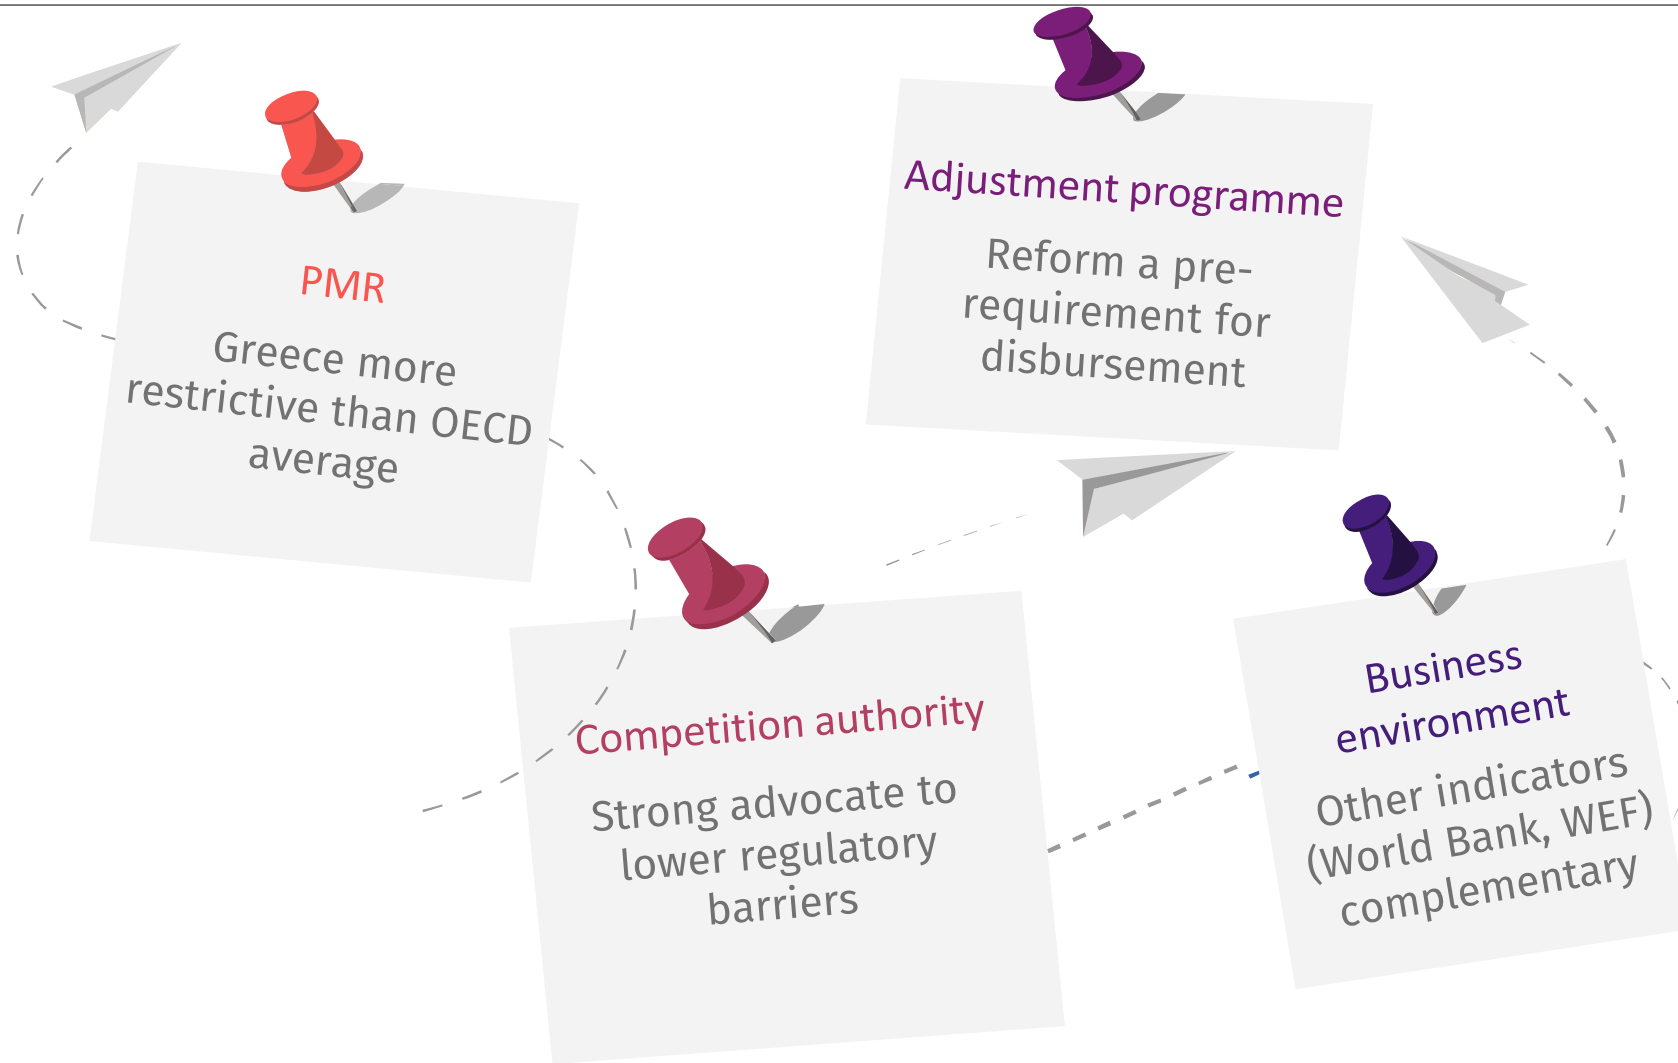 PMR
Greece more
restrictive than OECD
average
Competition authority
Strong advocate to
lower regulatory
barriers
Adjustment programme
Reform a pre-
requirement for
disbursement
Business
environment
Other indicators
(World Bank, WEF)
complementary